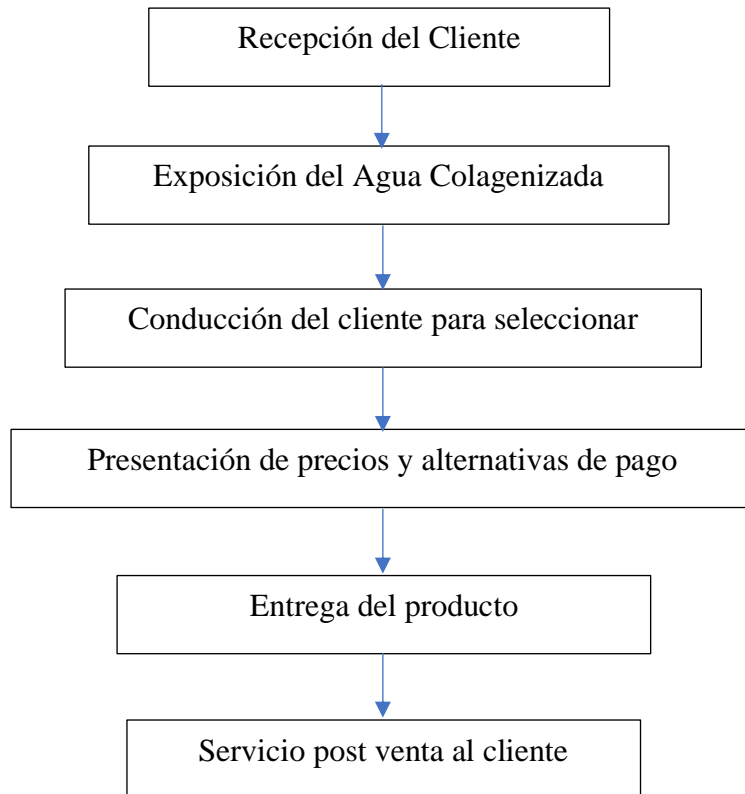 Recepción del Cliente
Exposición del Agua Colagenizada
Conducción del cliente para seleccionar
Presentación de precios y alternativas de pago
Entrega del producto
Servicio post venta al cliente